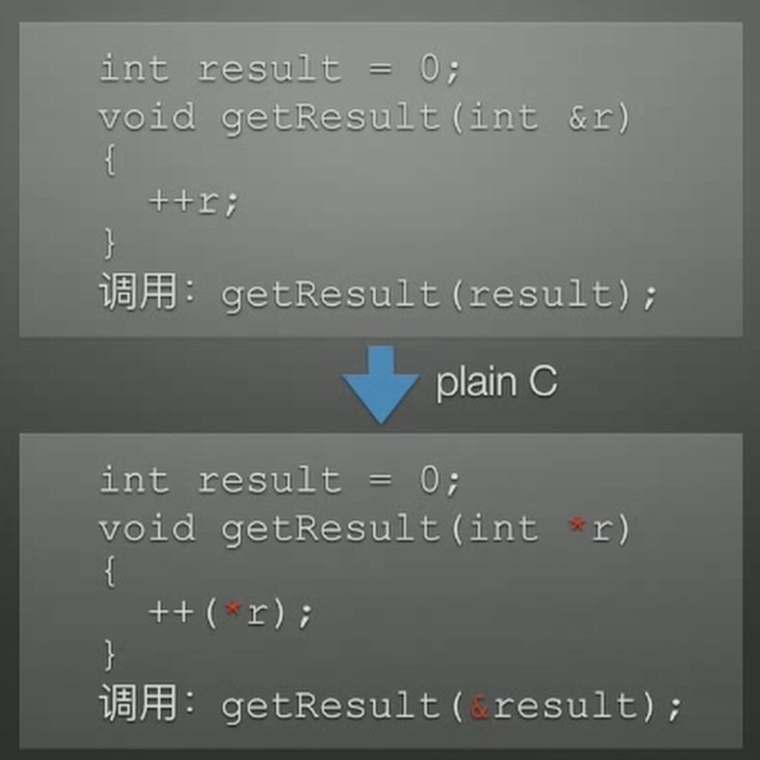 int result = 0;
void getResult(int &r)
{
  ++r;
}
调用：getResult(result);
plain C
int result = 0;
void getResult(int *r)
{
  ++(*r);
}
调用：getResult(&result);